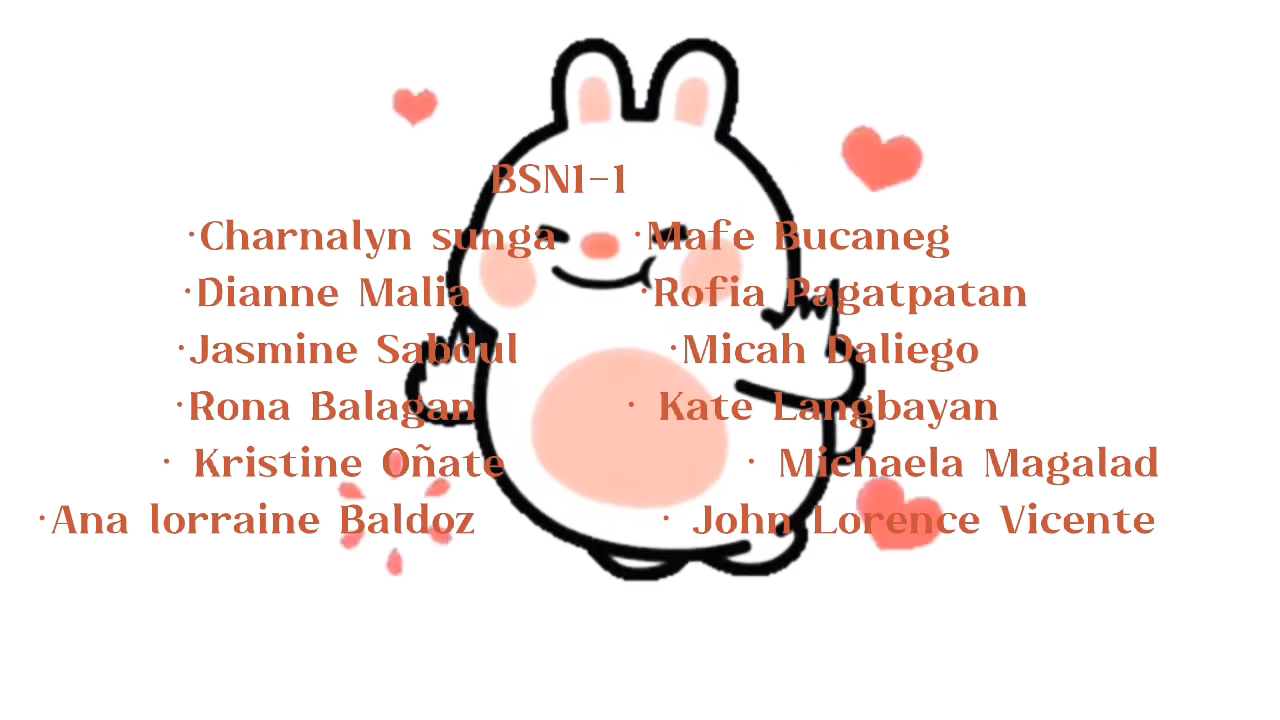 BSN1-1
·Charnalyn sunga ·Mafe Bucaneg
·Dianne Malia ·Rofia Pagatpatan
·Jasmine Sabdul ·Micah Daliego
·Rona Balagan · Kate Langbayan
· Kristine Oñate · Michaela Magalad
·Ana lorraine Baldoz · John Lorence Vicente